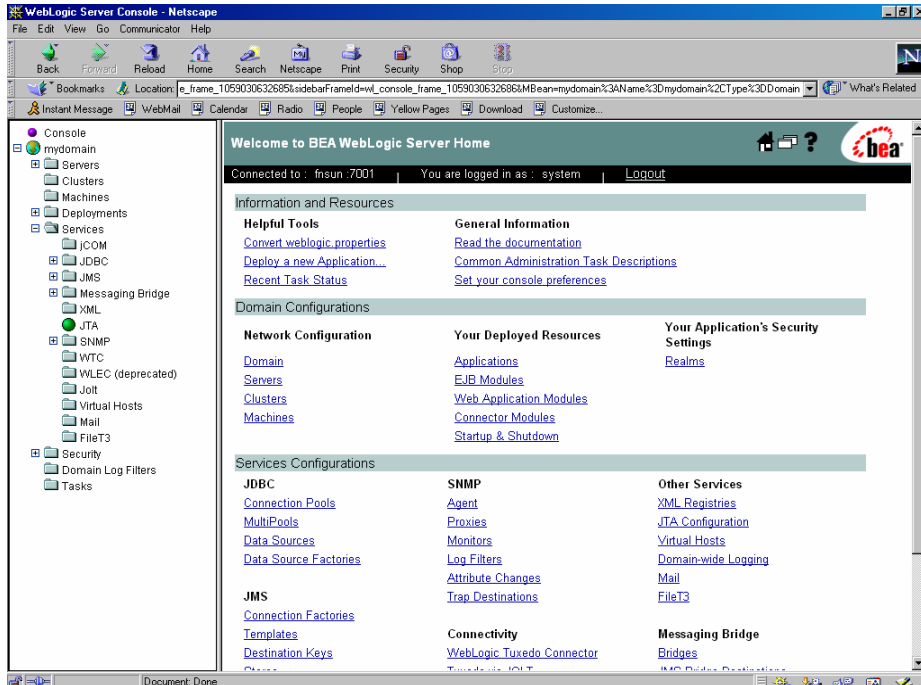 WebLogic Server Console - Netscape
File Edit View Go Communicator Help
Back Forward Reload Home Search Netscape Print Security Shop Stop
N
Bookmarks Location: e_frame_1059030632685&sidebarFrameId=wl_console_frame_1059030632686&MBean=mydomain%3AName%3Dmydomain%2CType%3DDomain What's Related
Instant Message WebMail Calendar Radio People Yellow Pages Download Customize...
Console
mydomain
Servers
Clusters
Machines
Deployments
Services
jCOM
JDBC
JMS
Messaging Bridge
XML
JTA
SNMP
WTC
WLEC (deprecated)
Jolt
Virtual Hosts
Mail
FileT3
Security
Domain Log Filters
Tasks
Welcome to BEA WebLogic Server Home
?
bea
Connected to : fnsun :7001 | You are logged in as : system | Logout
Information and Resources
Helpful Tools
Convert weblogic.properties
Deploy a new Application...
Recent Task Status
General Information
Read the documentation
Common Administration Task Descriptions
Set your console preferences
Domain Configurations
Network Configuration
Domain
Servers
Clusters
Machines
Your Deployed Resources
Applications
EJB Modules
Web Application Modules
Connector Modules
Startup & Shutdown
Your Application's Security
Settings
Realms
Services Configurations
JDBC
Connection Pools
MultiPools
Data Sources
Data Source Factories
JMS
Connection Factories
Templates
Destination Keys
SNMP
Agent
Proxies
Monitors
Log Filters
Attribute Changes
Trap Destinations
Connectivity
WebLogic Tuxedo Connector
Tuxedo via JOLT
Other Services
XML Registries
JTA Configuration
Virtual Hosts
Domain-wide Logging
Mail
FileT3
Messaging Bridge
Bridges
JMS Bridge Destinations
Document: Done